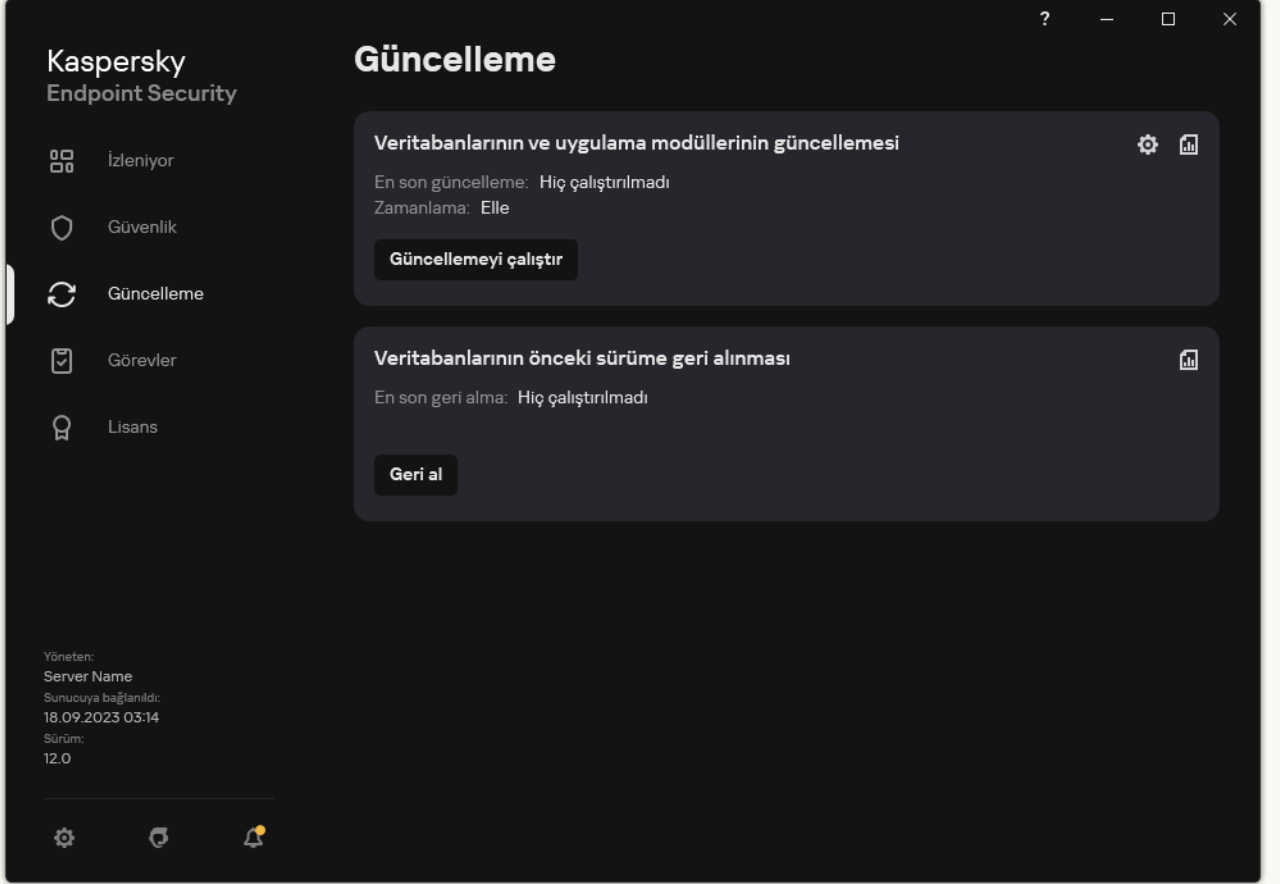 ?
Kaspersky
Endpoint Security
İzleniyor
Güvenlik
Güncelleme
Görevler
Lisans
Yöneten:
Server Name
Sunucuya bağlanıldı:
18.09.2023 03:14
Sürüm:
12.0
Güncelleme
Veritabanlarının ve uygulama modüllerinin güncellemesi
En son güncelleme: Hiç çalıştırılmadı
Zamanlama: Elle
Güncellemeyi çalıştır
Veritabanlarının önceki sürüme geri alınması
En son geri alma: Hiç çalıştırılmadı
Geri al